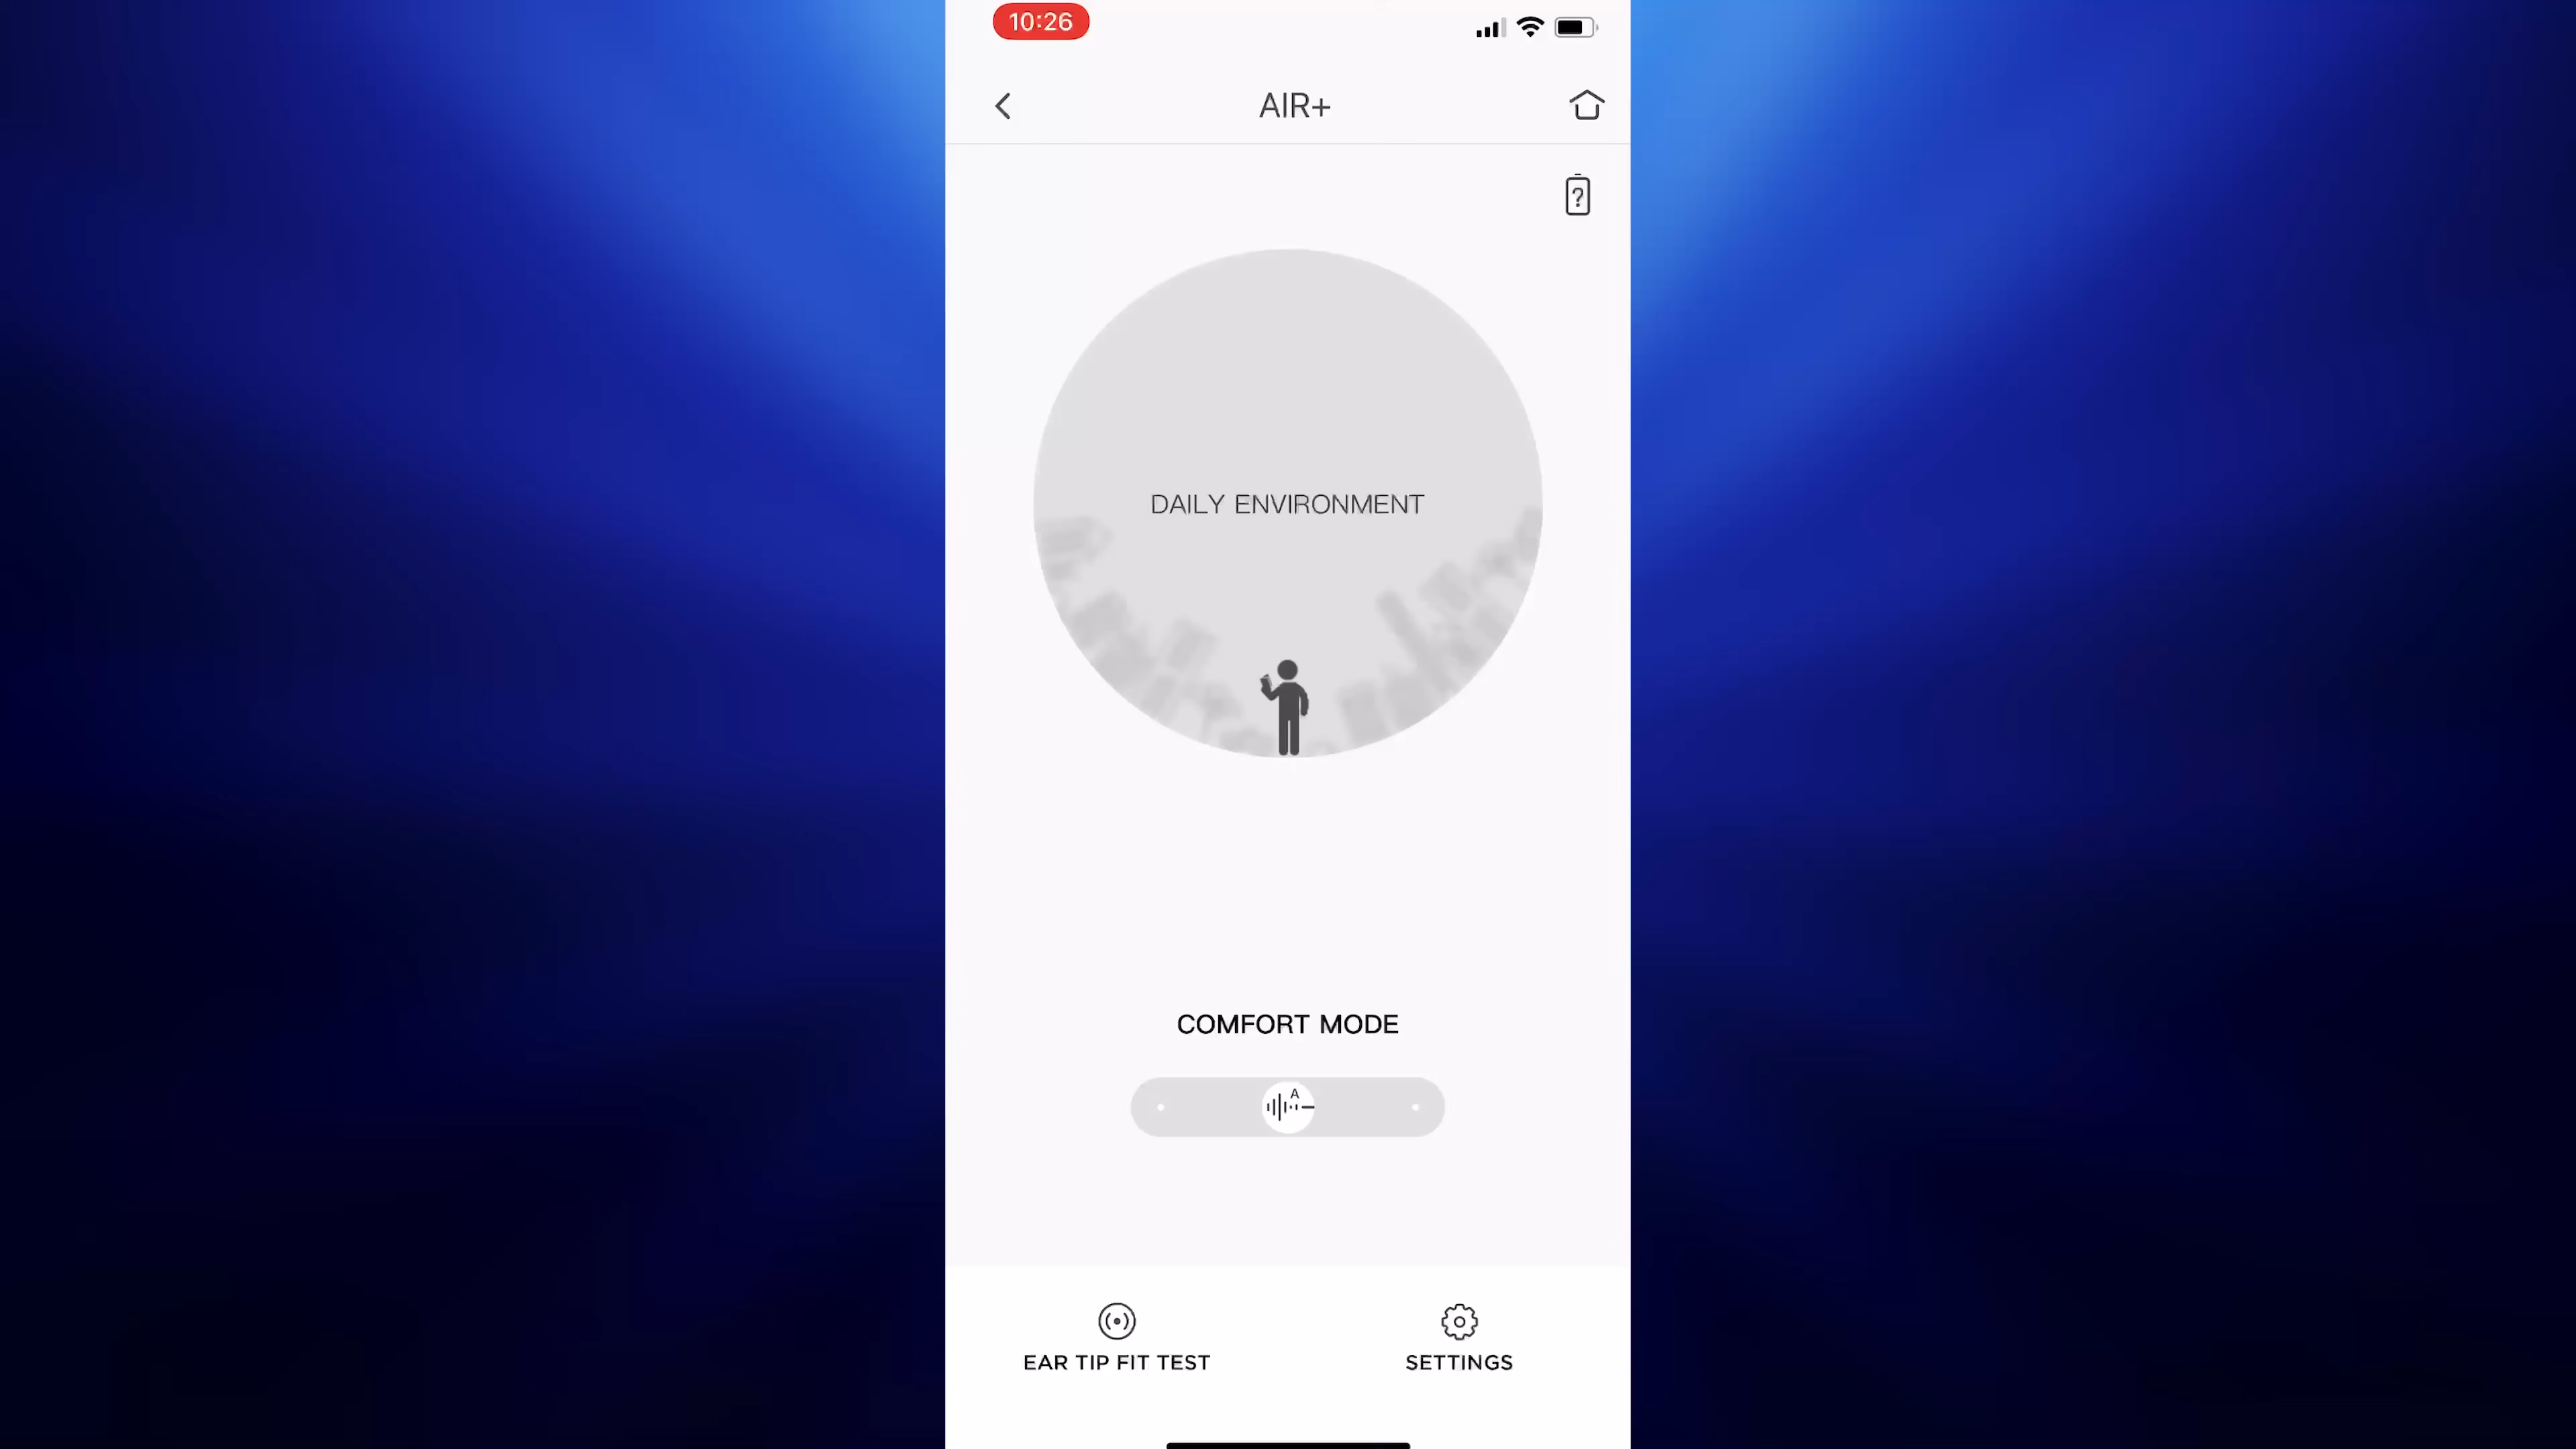 10:26
AIR+
?
DAILY ENVIRONMENT
COMFORT MODE
A
EAR TIP FIT TEST
SETTINGS